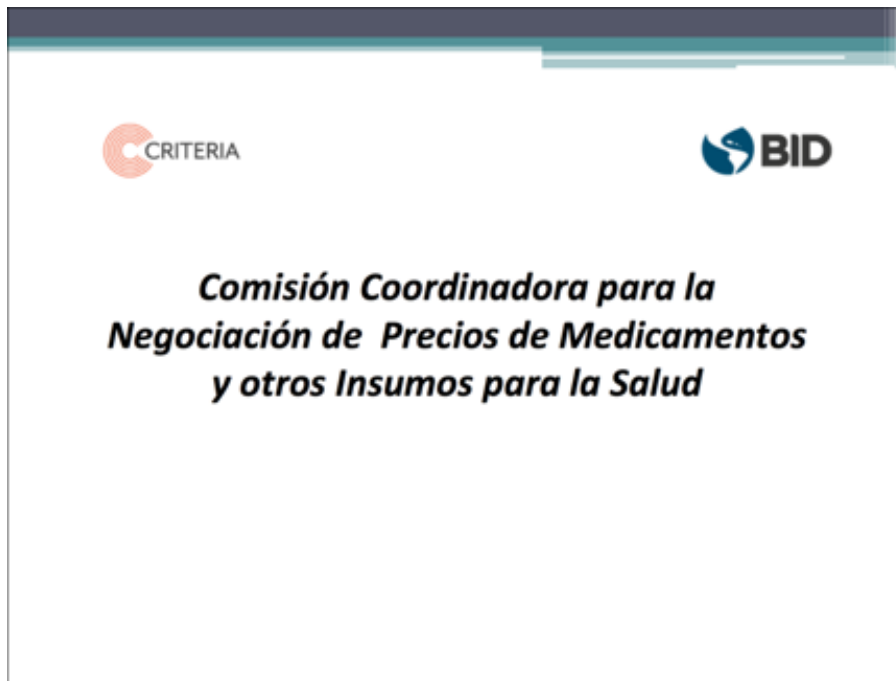 CRITERIA
BID
Comisión Coordinadora para la
Negociación de Precios de Medicamentos
y otros Insumos para la Salud